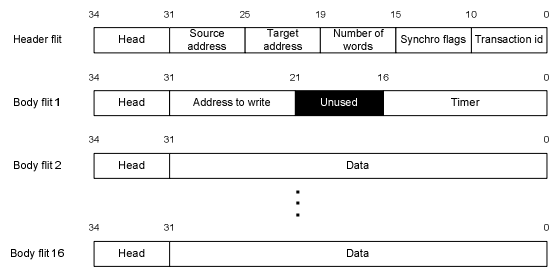 34 31 25 19 15 10 0
Header flit Head Source address Target address Number of words Synchro flags Transaction id
34 31 21 16 0
Body flit 1 Head Address to write Unused Timer
34 31 0
Body flit 2 Head Data
34 31 0
Body flit 16 Head Data